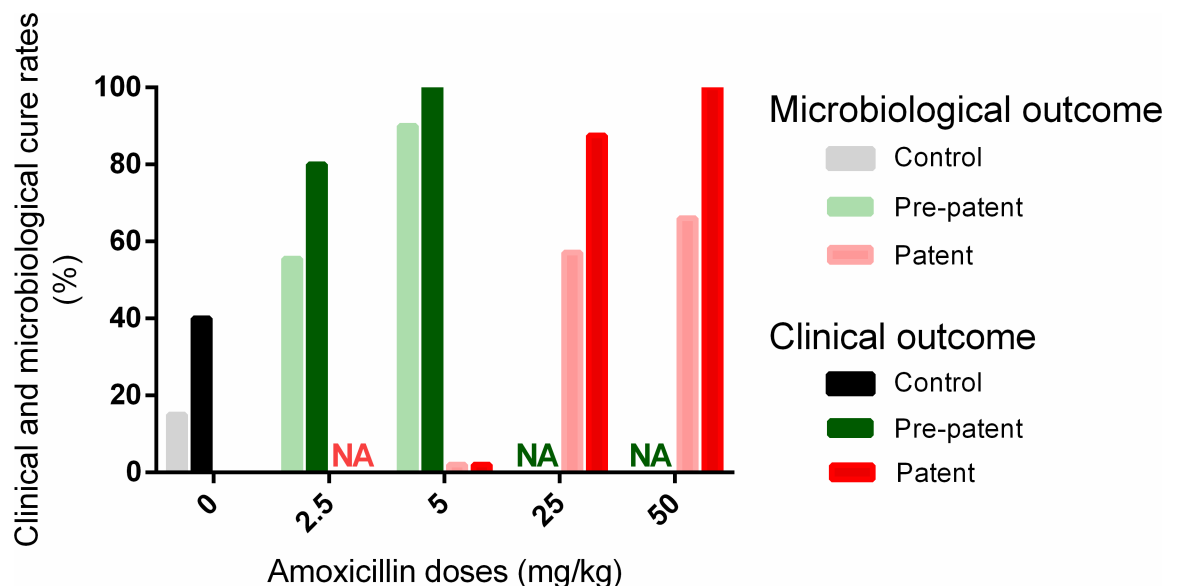 Clinical and microbiological cure rates
(%)
100
80
60
40
20
0
NA
NA
NA
0
2.5
5
25
50
Amoxicillin doses (mg/kg)
Microbiological outcome
Control
Pre-patent
Patent
Clinical outcome
Control
Pre-patent
Patent